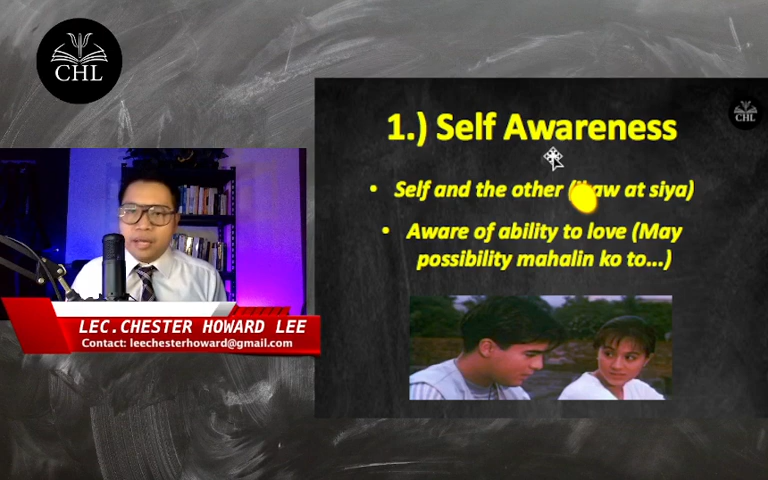 CHL
CHL
1.) Self Awareness
• Self and the other (ikaw at siya)
• Aware of ability to love (May
possibility mahalin ko to...)
LEC.CHESTER HOWARD LEE
Contact: leechesterhoward@gmail.com